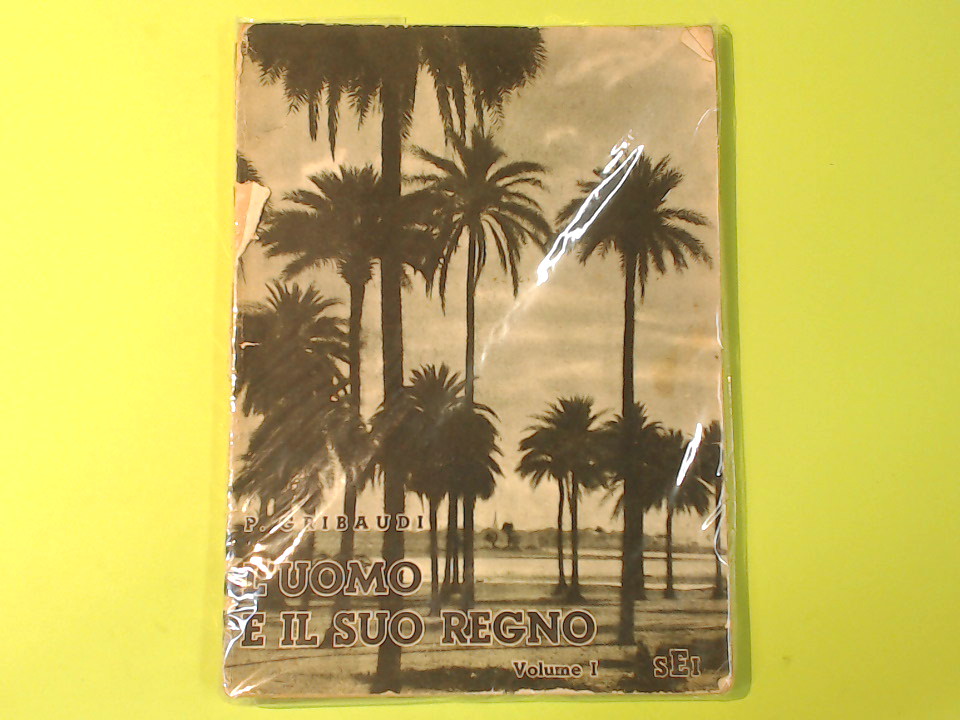 P. GRIBAUDI
L'UOMO
E IL SUO REGNO
Volume I
SEI